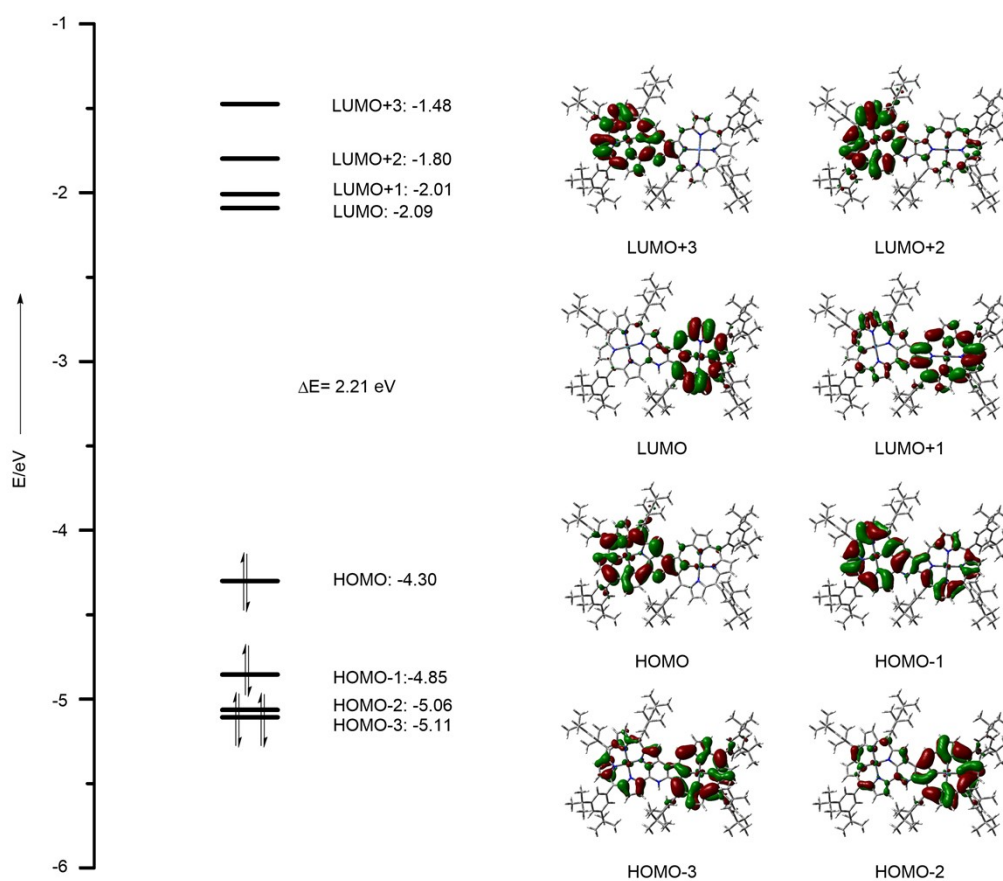 -1
-2
-3
-4
-5
-6
E/eV
LUMO+3: -1.48
LUMO+2: -1.80
LUMO+1: -2.01
LUMO: -2.09
ΔE= 2.21 eV
HOMO: -4.30
HOMO-1:-4.85
HOMO-2: -5.06
HOMO-3: -5.11
LUMO+3
LUMO+2
LUMO
LUMO+1
HOMO
HOMO-1
HOMO-3
HOMO-2